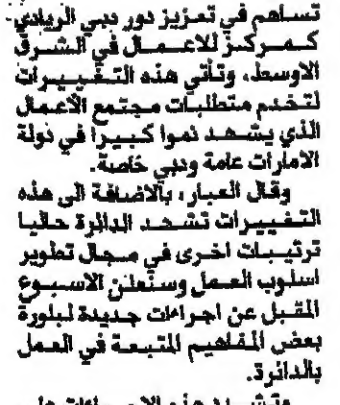 تساهم في تعزيز دور دبي الريادي
كمركز للاعمال في الشرق
الاوسط، وتأتي هذه التغييرات
لتخدم متطلبات مجتمع الأعمال
الذي يشهد نموا كبيرا في دولة
الامارات عامة ودبي خاصة.
وقال العبار، بالاضافة الى هذه
التغييرات تشهد الدائرة حاليا
ترتيبات اخرى في مجال تطوير
اسلوب العمل وستعلن الاسبوع
المقبل عن اجراءات جديدة لبلورة
بعض المفاهيم المتبعة في العمل
بالدائرة.
هذه